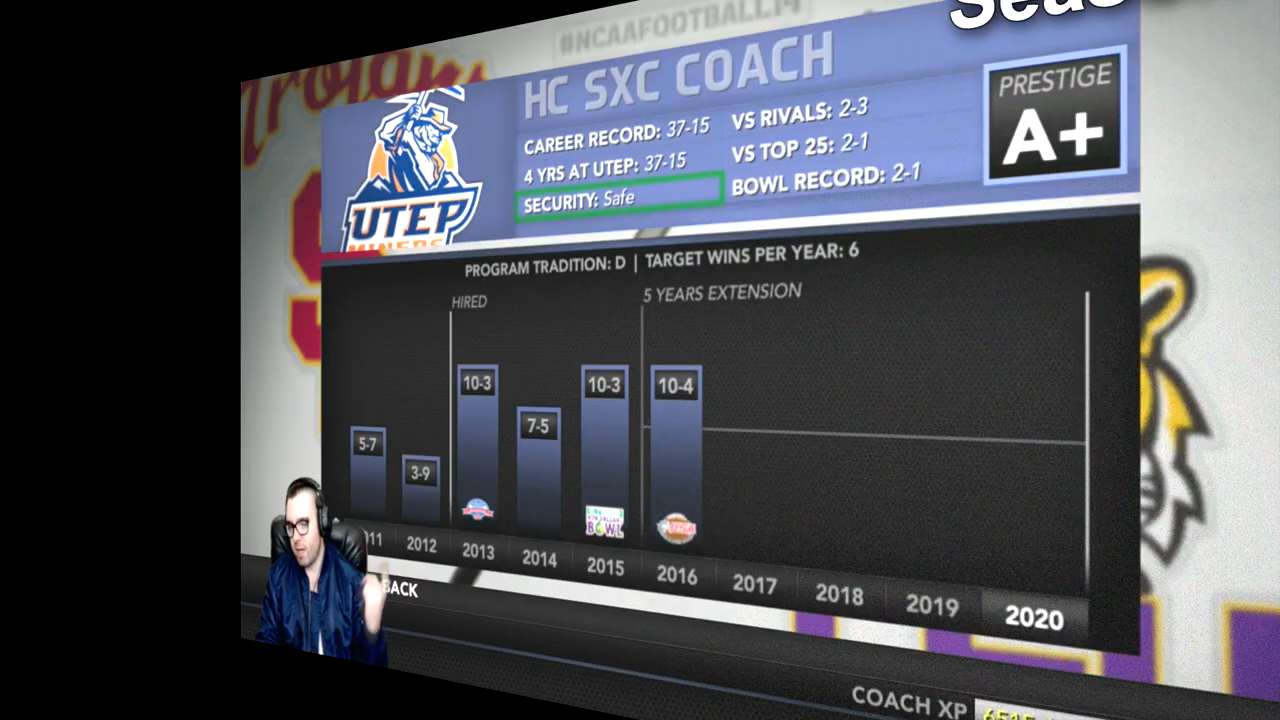 #NCAAFOOTBALL14
Trojans
HC SXC COACH
CAREER RECORD: 37-15
4 YRS AT UTEP: 37-15
SECURITY: Safe
VS RIVALS: 2-3
VS TOP 25: 2-1
BOWL RECORD: 2-1
PRESTIGE
A+
UTEP
MINERS
PROGRAM TRADITION: D | TARGET WINS PER YEAR: 6
HIRED
5 YEARS EXTENSION
5-7
3-9
10-3
7-5
10-3
10-4
BOWL
2012 2013 2014 2015 2016 2017 2018 2019 2020
BACK
COACH XP